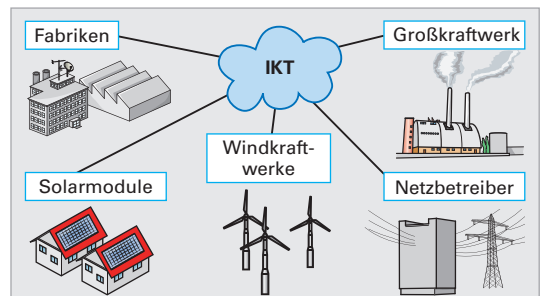 Fabriken
Großkraftwerk
IKT
Windkraft-
werke
Solarmodule
Netzbetreiber